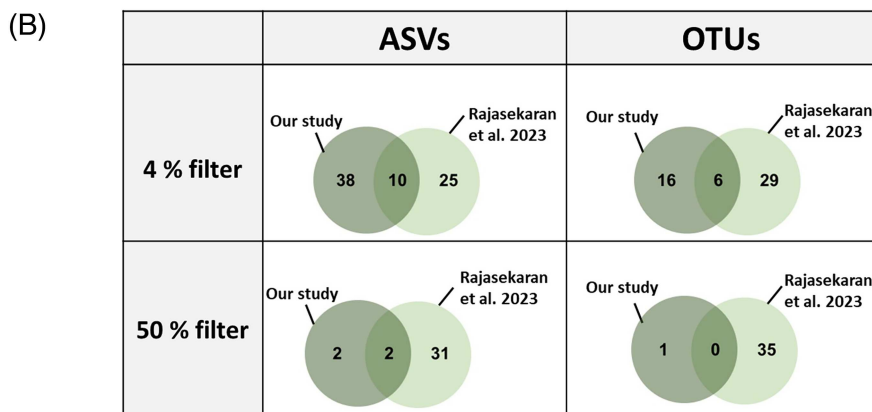 (B)
ASVs
OTUs
4 % filter
Our study
Rajasekaran
et al. 2023
38
10
25
Our study
Rajasekaran
et al. 2023
16
6
29
50 % filter
Our study
Rajasekaran
et al. 2023
2
2
31
Our study
Rajasekaran
et al. 2023
1
0
35